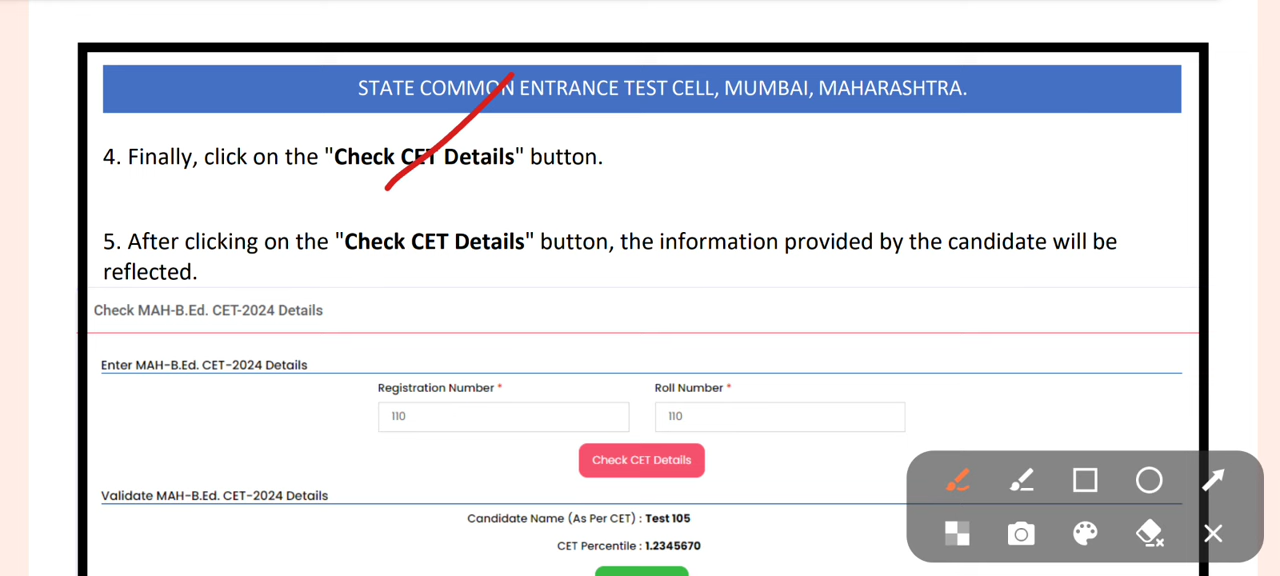 STATE COMMON ENTRANCE TEST CELL, MUMBAI, MAHARASHTRA.
4. Finally, click on the "Check CET Details" button.
5. After clicking on the "Check CET Details" button, the information provided by the candidate will be
reflected.
Check MAH-B.Ed. CET-2024 Details
Enter MAH-B.Ed. CET-2024 Details
Registration Number * Roll Number *
110 110
Check CET Details
Validate MAH-B.Ed. CET-2024 Details
Candidate Name (As Per CET) : Test 105
CET Percentile : 1.2345670